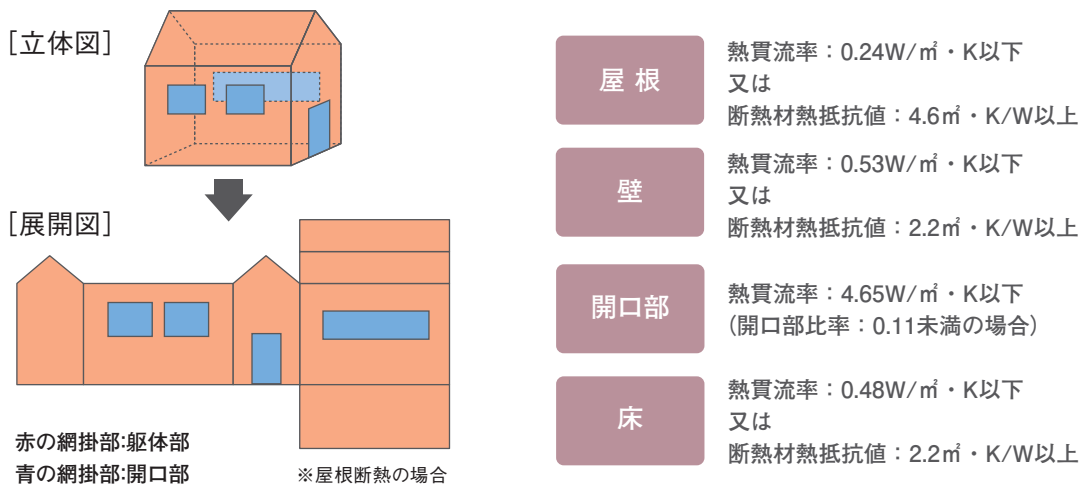 [立体図]
[展開図]
赤の網掛部:躯体部
青の網掛部:開口部
※屋根断熱の場合
屋 根
熱貫流率：0.24W/㎡・K以下
又は
断熱材熱抵抗値：4.6㎡・K/W以上
壁
熱貫流率：0.53W/㎡・K以下
又は
断熱材熱抵抗値：2.2㎡・K/W以上
開口部
熱貫流率：4.65W/㎡・K以下
(開口部比率：0.11未満の場合)
床
熱貫流率：0.48W/㎡・K以下
又は
断熱材熱抵抗値：2.2㎡・K/W以上